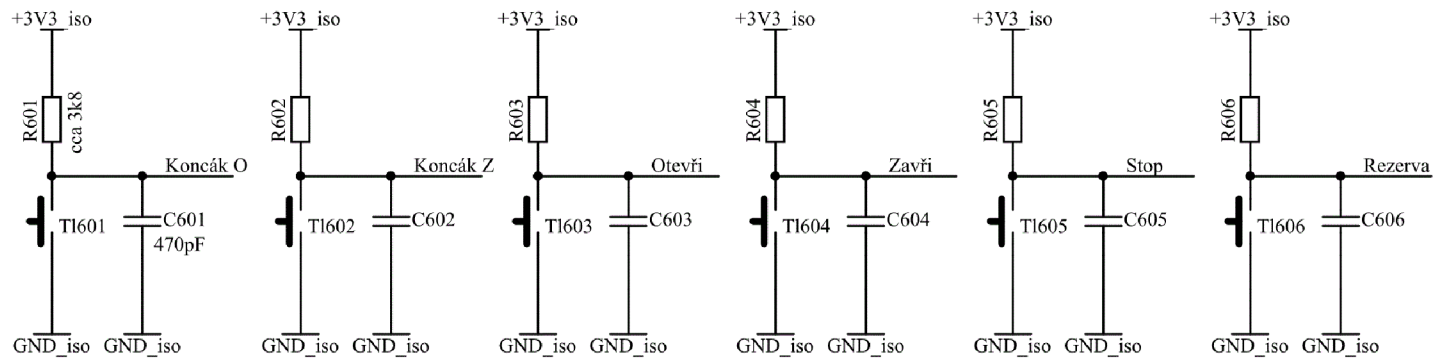 +3V3_iso
R601
cca 3k8
Koncák O
Tl601
C601
470pF
GND_iso
GND_iso
+3V3_iso
R602
Koncák Z
Tl602
C602
GND_iso
GND_iso
+3V3_iso
R603
Otevři
Tl603
C603
GND_iso
GND_iso
+3V3_iso
R604
Zavři
Tl604
C604
GND_iso
GND_iso
+3V3_iso
R605
Stop
Tl605
C605
GND_iso
GND_iso
+3V3_iso
R606
Rezerva
Tl606
C606
GND_iso
GND_iso